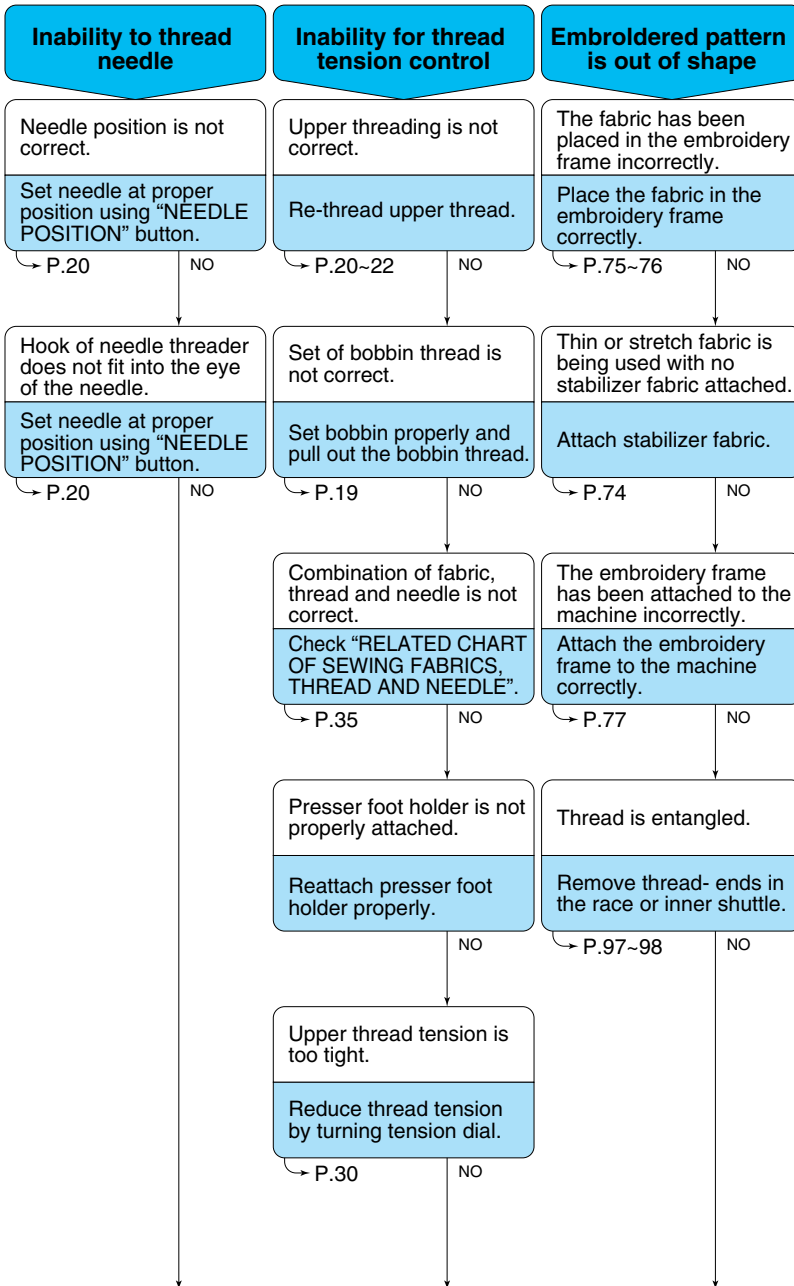 Inability to thread
needle
Needle position is not
correct.
Set needle at proper
position using “NEEDLE
POSITION” button.
P.20
NO
Hook of needle threader
does not fit into the eye
of the needle.
Set needle at proper
position using “NEEDLE
POSITION” button.
P.20
NO
Inability for thread
tension control
Upper threading is not
correct.
Re-thread upper thread.
P.20~22
NO
Set of bobbin thread is
not correct.
Set bobbin properly and
pull out the bobbin thread.
P.19
NO
Combination of fabric,
thread and needle is not
correct.
Check “RELATED CHART
OF SEWING FABRICS,
THREAD AND NEEDLE”.
P.35
NO
Presser foot holder is not
properly attached.
Reattach presser foot
holder properly.
NO
Upper thread tension is
too tight.
Reduce thread tension
by turning tension dial.
P.30
NO
Embroldered pattern
is out of shape
The fabric has been
placed in the embroidery
frame incorrectly.
Place the fabric in the
embroidery frame
correctly.
P.75~76
NO
Thin or stretch fabric is
being used with no
stabilizer fabric attached.
Attach stabilizer fabric.
P.74
NO
The embroidery frame
has been attached to the
machine incorrectly.
Attach the embroidery
frame to the machine
correctly.
P.77
NO
Thread is entangled.
Remove thread- ends in
the race or inner shuttle.
P.97~98
NO